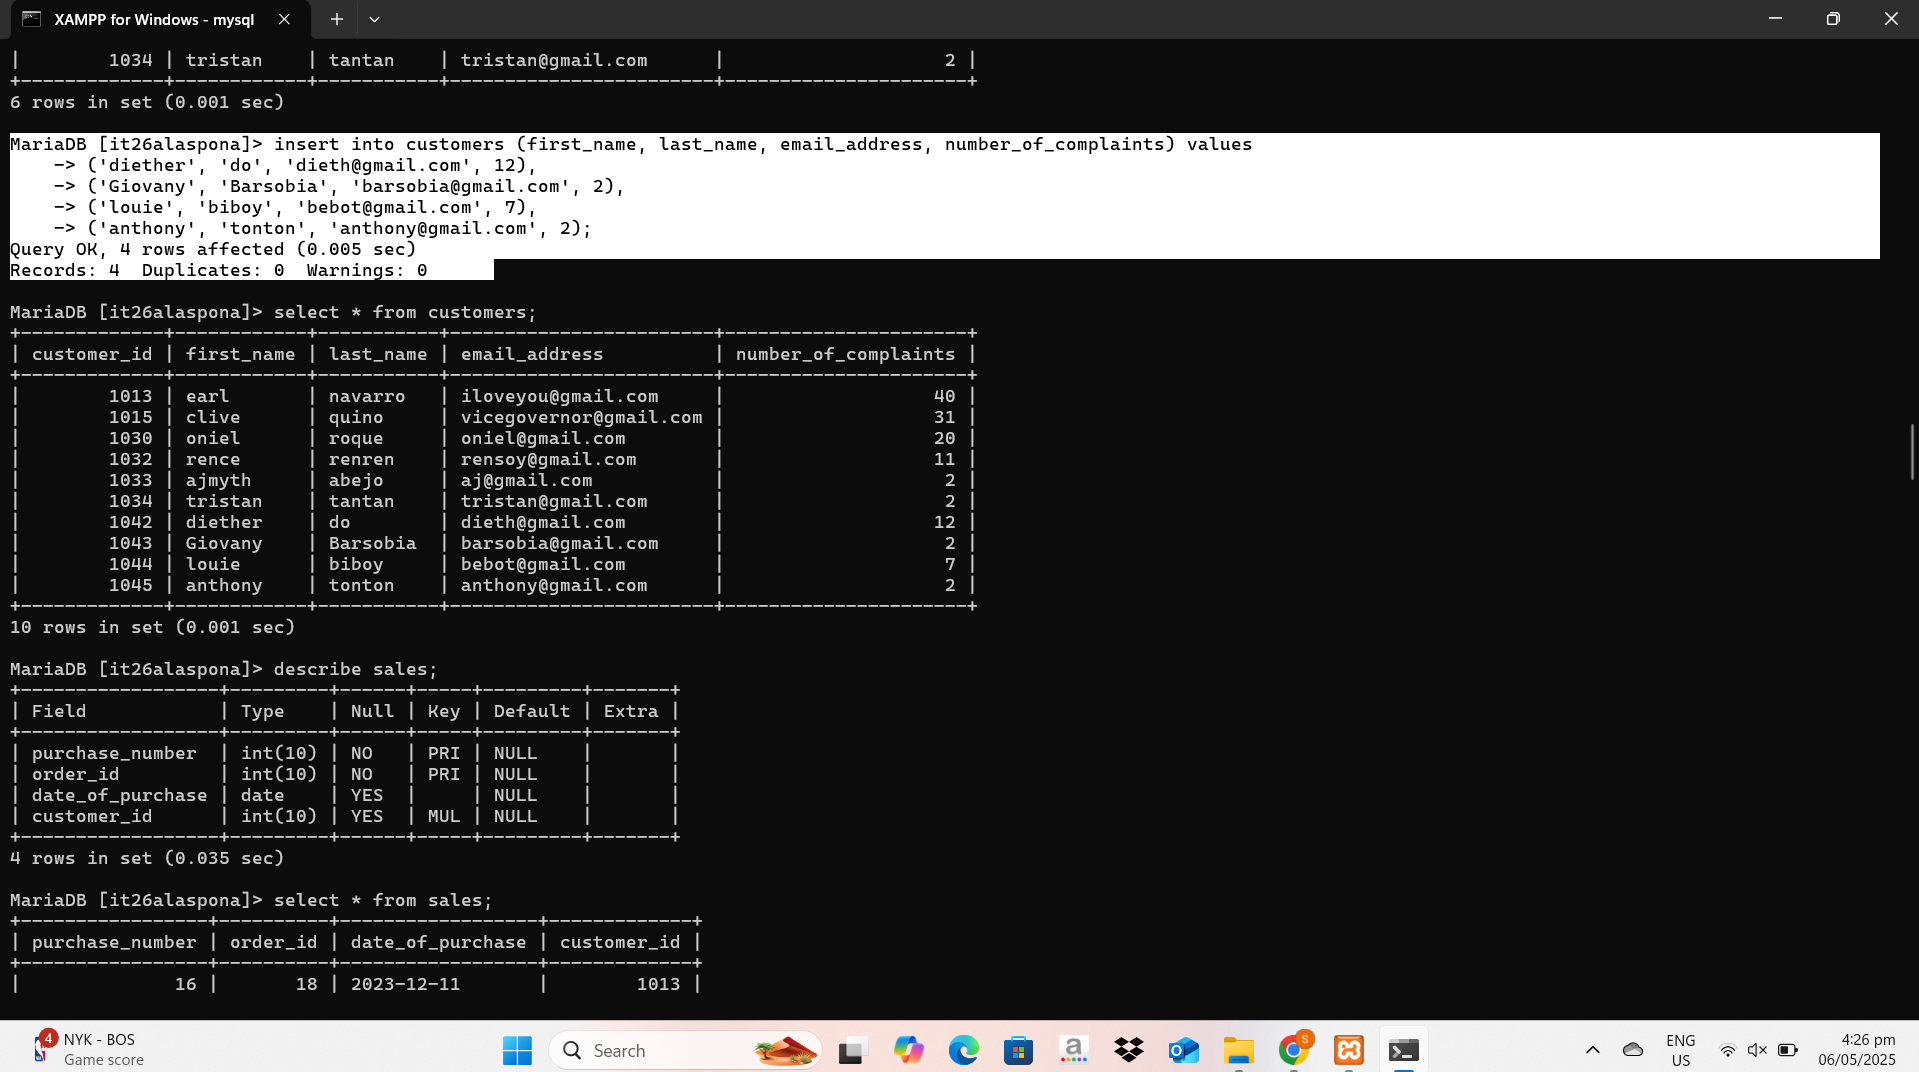 XAMPP for Windows - mysql
|        1034 | tristan    | tantan    | tristan@gmail.com      |                    2 |
+-------------+------------+-----------+------------------------+----------------------+
6 rows in set (0.001 sec)
MariaDB [it26alaspona]> insert into customers (first_name, last_name, email_address, number_of_complaints) values
    -> ('diether', 'do', 'dieth@gmail.com', 12),
    -> ('Giovany', 'Barsobia', 'barsobia@gmail.com', 2),
    -> ('louie', 'biboy', 'bebot@gmail.com', 7),
    -> ('anthony', 'tonton', 'anthony@gmail.com', 2);
Query OK, 4 rows affected (0.005 sec)
Records: 4  Duplicates: 0  Warnings: 0
MariaDB [it26alaspona]> select * from customers;
+-------------+------------+-----------+------------------------+----------------------+
| customer_id | first_name | last_name | email_address          | number_of_complaints |
+-------------+------------+-----------+------------------------+----------------------+
|        1013 | earl       | navarro   | iloveyou@gmail.com     |                   40 |
|        1015 | clive      | quino     | vicegovernor@gmail.com |                   31 |
|        1030 | oniel      | roque     | oniel@gmail.com        |                   20 |
|        1032 | rence      | renren    | rensoy@gmail.com       |                   11 |
|        1033 | ajmyth     | abejo     | aj@gmail.com           |                    2 |
|        1034 | tristan    | tantan    | tristan@gmail.com      |                    2 |
|        1042 | diether    | do        | dieth@gmail.com        |                   12 |
|        1043 | Giovany    | Barsobia  | barsobia@gmail.com     |                    2 |
|        1044 | louie      | biboy     | bebot@gmail.com        |                    7 |
|        1045 | anthony    | tonton    | anthony@gmail.com      |                    2 |
+-------------+------------+-----------+------------------------+----------------------+
10 rows in set (0.001 sec)
MariaDB [it26alaspona]> describe sales;
+------------------+---------+------+-----+---------+-------+
| Field            | Type    | Null | Key | Default | Extra |
+------------------+---------+------+-----+---------+-------+
| purchase_number  | int(10) | NO   | PRI | NULL    |       |
| order_id         | int(10) | NO   | PRI | NULL    |       |
| date_of_purchase | date    | YES  |     | NULL    |       |
| customer_id      | int(10) | YES  | MUL | NULL    |       |
+------------------+---------+------+-----+---------+-------+
4 rows in set (0.035 sec)
MariaDB [it26alaspona]> select * from sales;
+-----------------+----------+------------------+-------------+
| purchase_number | order_id | date_of_purchase | customer_id |
+-----------------+----------+------------------+-------------+
|              16 |       18 | 2023-12-11       |        1013 |
4
NYK - BOS
Game score
Search
a
S
ENG
US
4:26 pm
06/05/2025